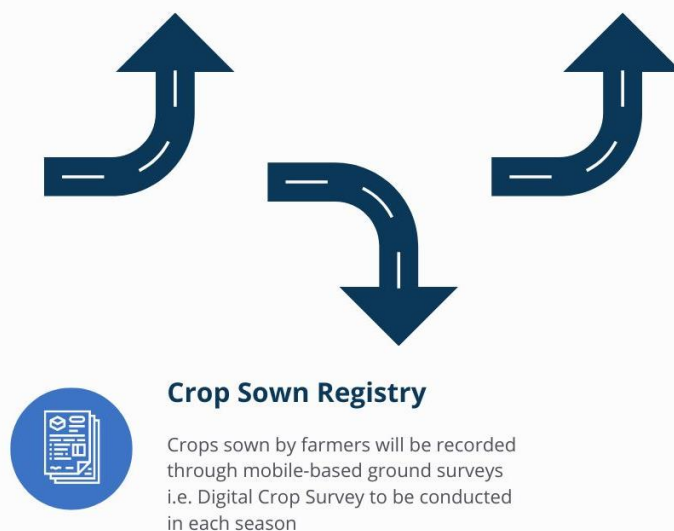 Crop Sown Registry
Crops sown by farmers will be recorded
through mobile-based ground surveys
i.e. Digital Crop Survey to be conducted
in each season